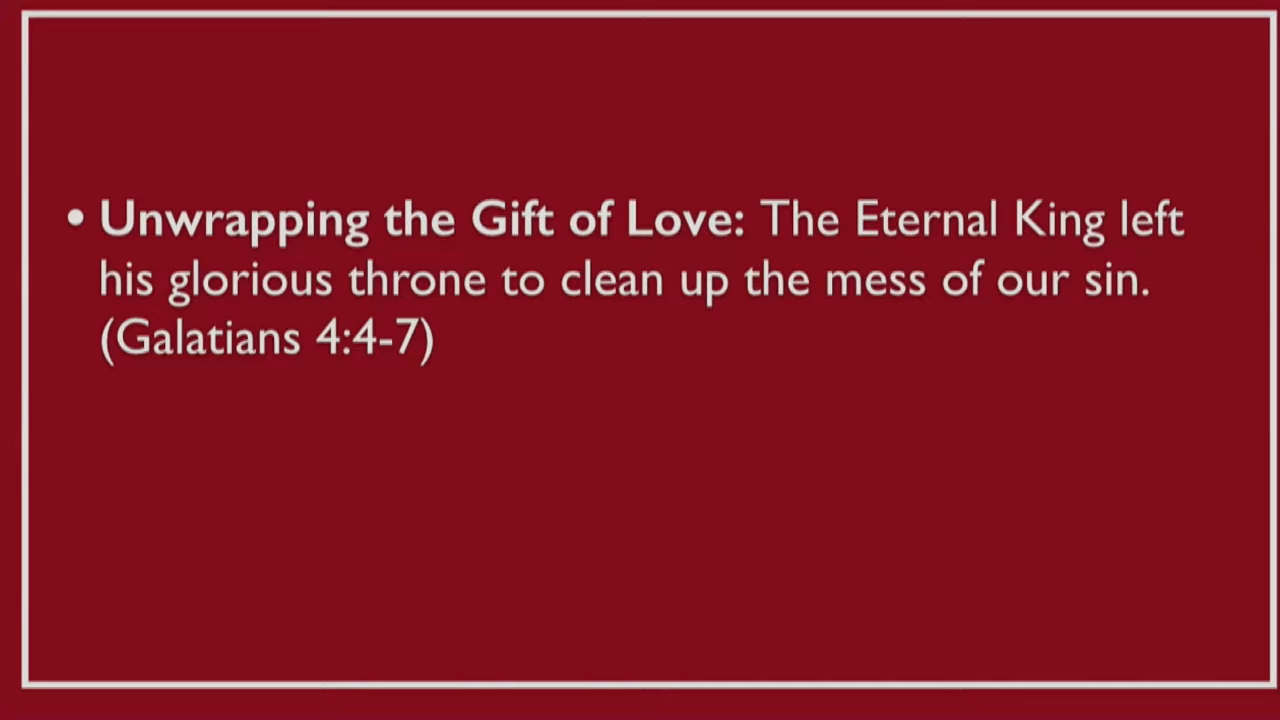 • Unwrapping the Gift of Love: The Eternal King left
his glorious throne to clean up the mess of our sin.
(Galatians 4:4-7)